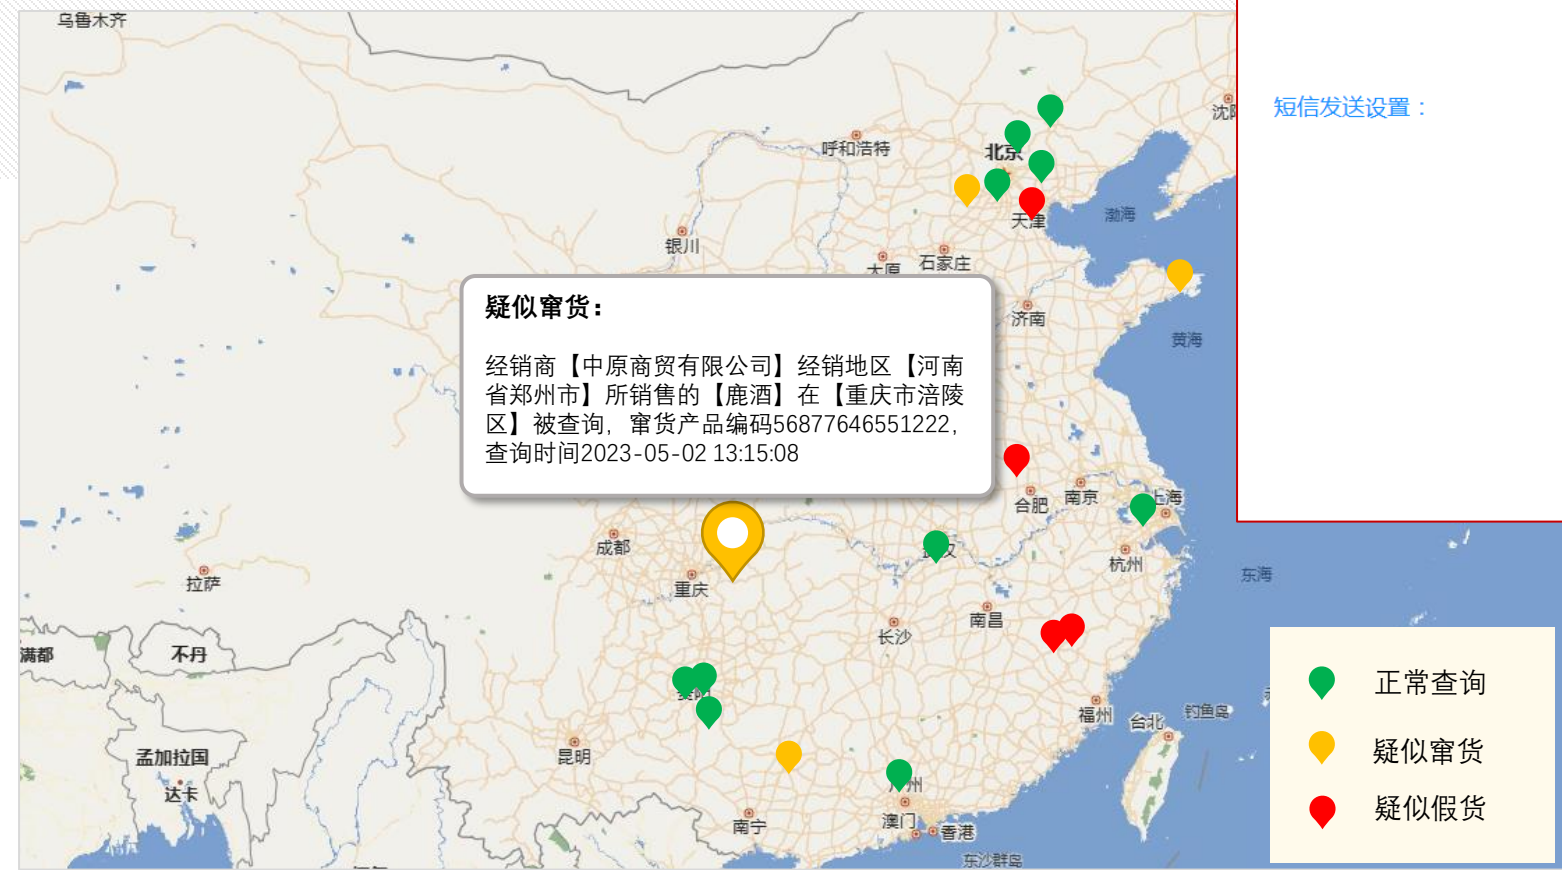 乌鲁木齐
沈阳
短信发送设置：
呼和浩特
北京
天津
渤海
银川
太原
石家庄
济南
黄海
疑似窜货：
经销商【中原商贸有限公司】经销地区【河南
省郑州市】所销售的【鹿酒】在【重庆市涪陵
区】被查询，窜货产品编码56877646551222，
查询时间2023-05-02 13:15:08
合肥
南京
上海
成都
杭州
东海
拉萨
重庆
武汉
南昌
长沙
满都
不丹
贵阳
福州
台北
钓鱼岛
昆明
孟加拉国
达卡
广州
南宁
澳门
香港
东沙群岛
正常查询
疑似窜货
疑似假货